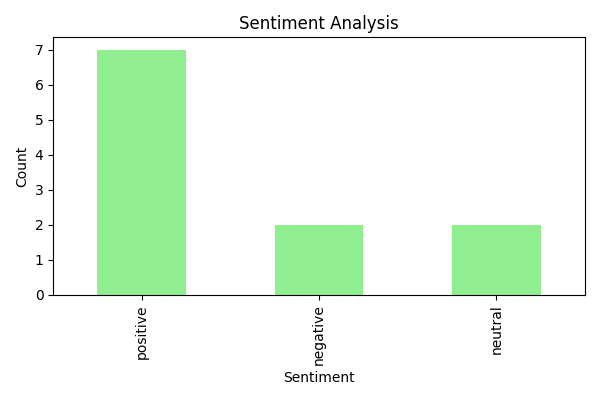 Sentiment Analysis
Count
7
6
5
4
3
2
1
0
positive
negative
neutral
Sentiment